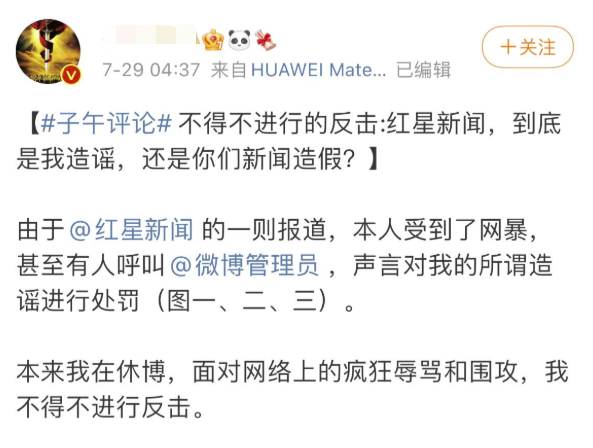 +关注
7-29 04:37 来自HUAWEI Mate... 已编辑
【#子午评论# 不得不进行的反击:红星新闻，到底
是我造谣，还是你们新闻造假？】
由于@红星新闻 的一则报道，本人受到了网暴，
甚至有人呼叫@微博管理员 ，声言对我的所谓造
谣进行处罚（图一、二、三）。
本来我在休博，面对网络上的疯狂辱骂和围攻，我
不得不进行反击。